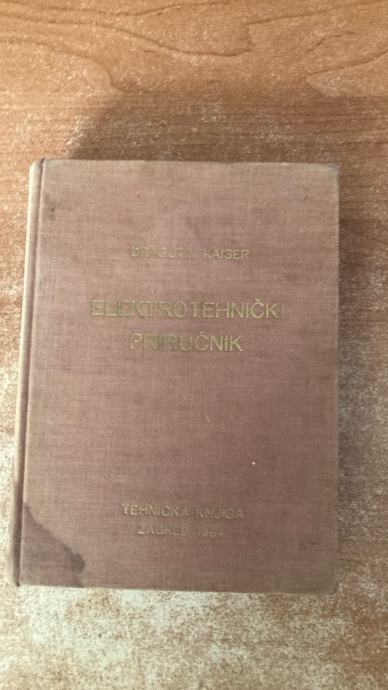 DRAGUTIN KAISER
ELEKTROTEHNIČKI
PRIRUČNIK
TEHNIČKA KNJIGA
ZAGREB 1964